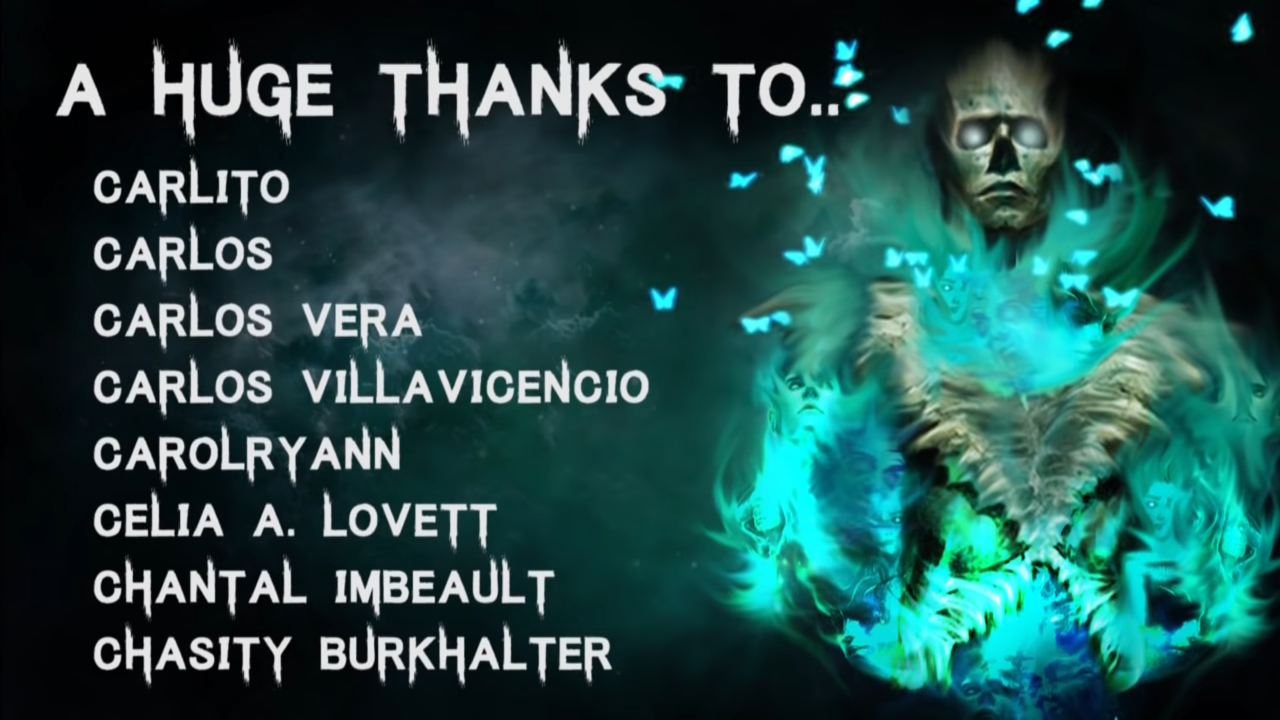 A HUGE THANKS TO..
CARLITO
CARLOS
CARLOS VERA
CARLOS VILLAVICENCIO
CAROLRYANN
CELIA A. LOVETT
CHANTAL IMBEAULT
CHASITY BURKHALTER